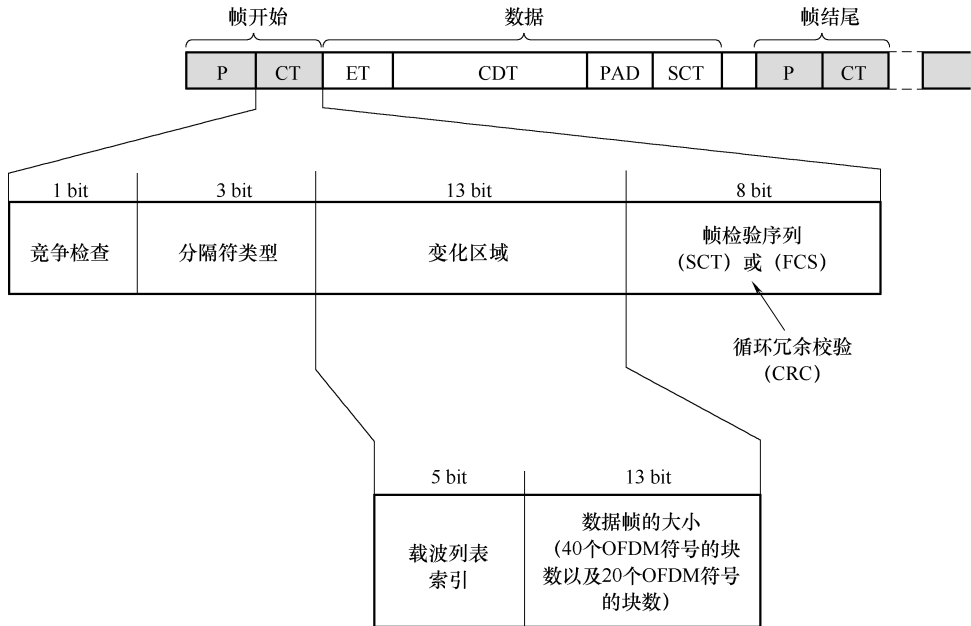 帧开始 数据 帧结尾
P CT ET CDT PAD SCT P CT
1 bit 3 bit 13 bit 8 bit
竞争检查 分隔符类型 变化区域 帧检验序列
（SCT）或（FCS）
循环冗余校验
（CRC）
5 bit 13 bit
载波列表
索引
数据帧的大小
（40个OFDM符号的块
数以及20个OFDM符号
的块数）